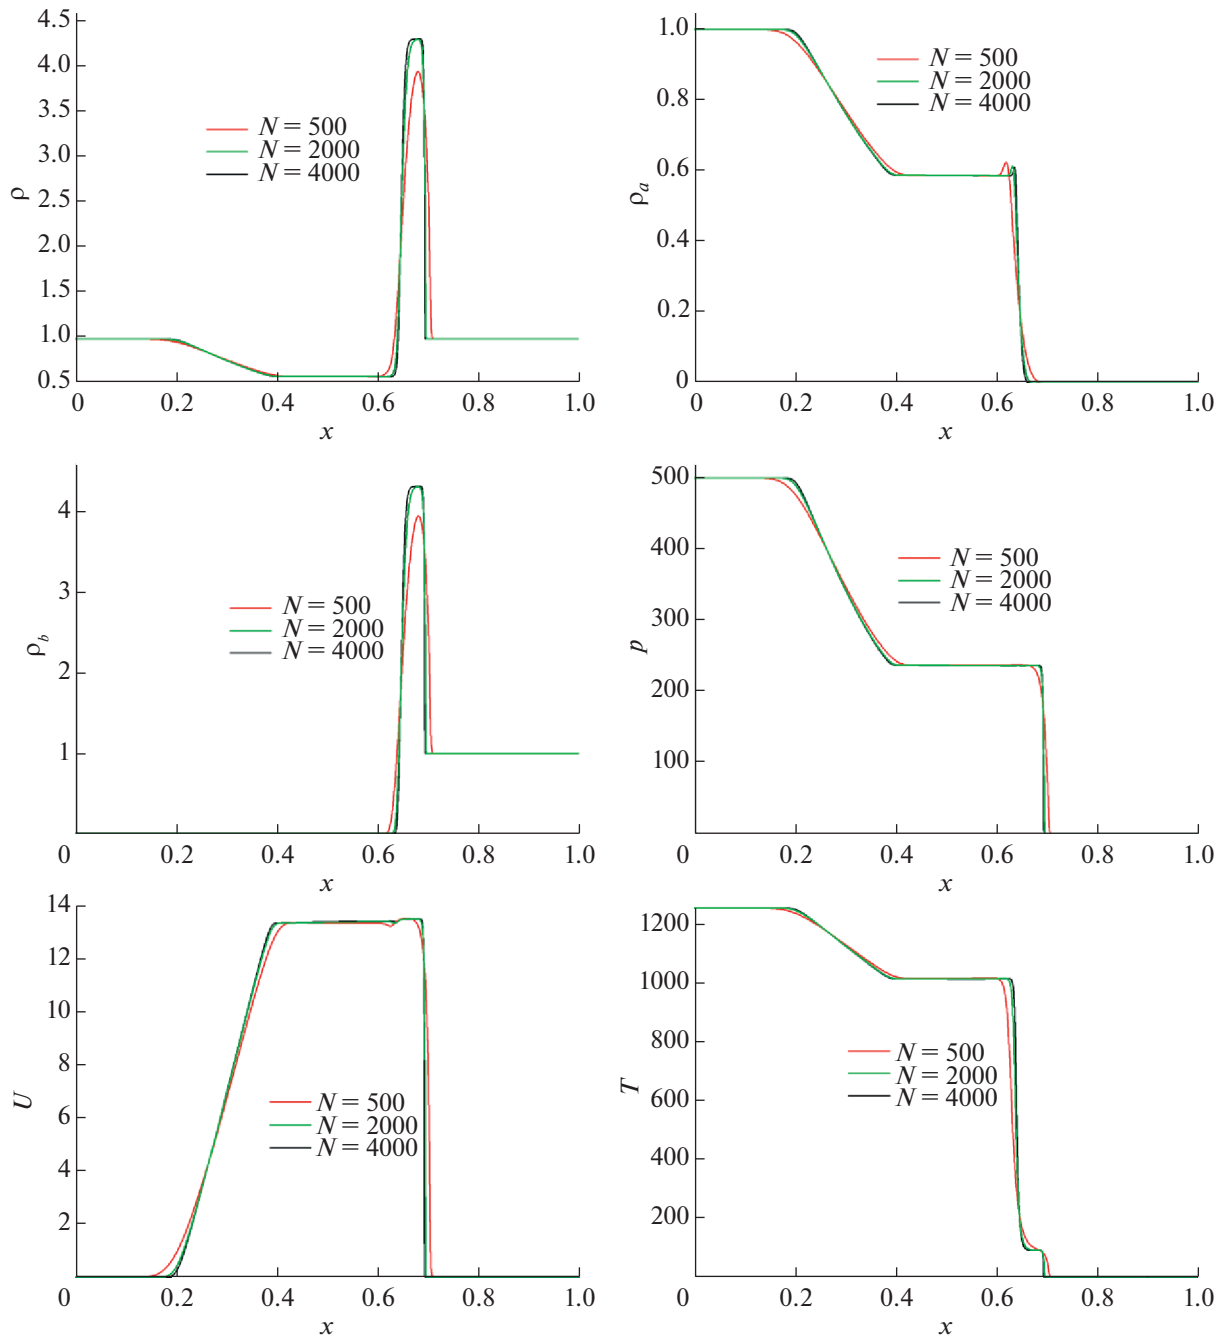 4.5
4.0
3.5
3.0
2.5
2.0
1.5
1.0
0.5
ρ
N = 500
N = 2000
N = 4000
0 0.2 0.4 0.6 0.8 1.0
x
1.0
0.8
0.6
0.4
0.2
0
ρa
N = 500
N = 2000
N = 4000
0 0.2 0.4 0.6 0.8 1.0
x
4
3
2
1
ρb
N = 500
N = 2000
N = 4000
0 0.2 0.4 0.6 0.8 1.0
x
500
400
300
200
100
p
N = 500
N = 2000
N = 4000
0 0.2 0.4 0.6 0.8 1.0
x
14
12
10
8
6
4
2
U
N = 500
N = 2000
N = 4000
0 0.2 0.4 0.6 0.8 1.0
x
1200
1000
800
600
400
200
T
N = 500
N = 2000
N = 4000
0 0.2 0.4 0.6 0.8 1.0
x